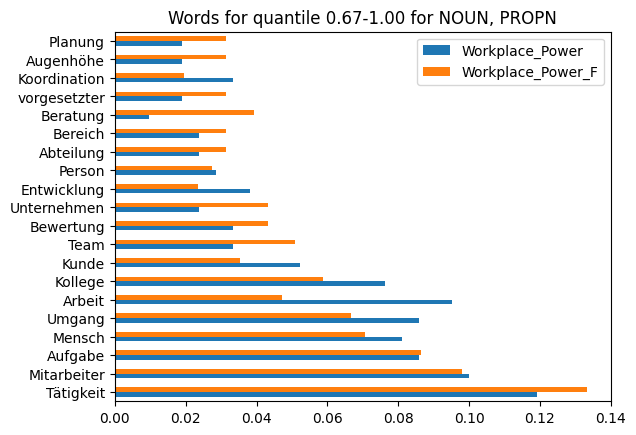 Words for quantile 0.67-1.00 for NOUN, PROPN
Workplace_Power
Workplace_Power_F
Planung
Augenhöhe
Koordination
vorgesetzter
Beratung
Bereich
Abteilung
Person
Entwicklung
Unternehmen
Bewertung
Team
Kunde
Kollege
Arbeit
Umgang
Mensch
Aufgabe
Mitarbeiter
Tätigkeit
0.00 0.02 0.04 0.06 0.08 0.10 0.12 0.14